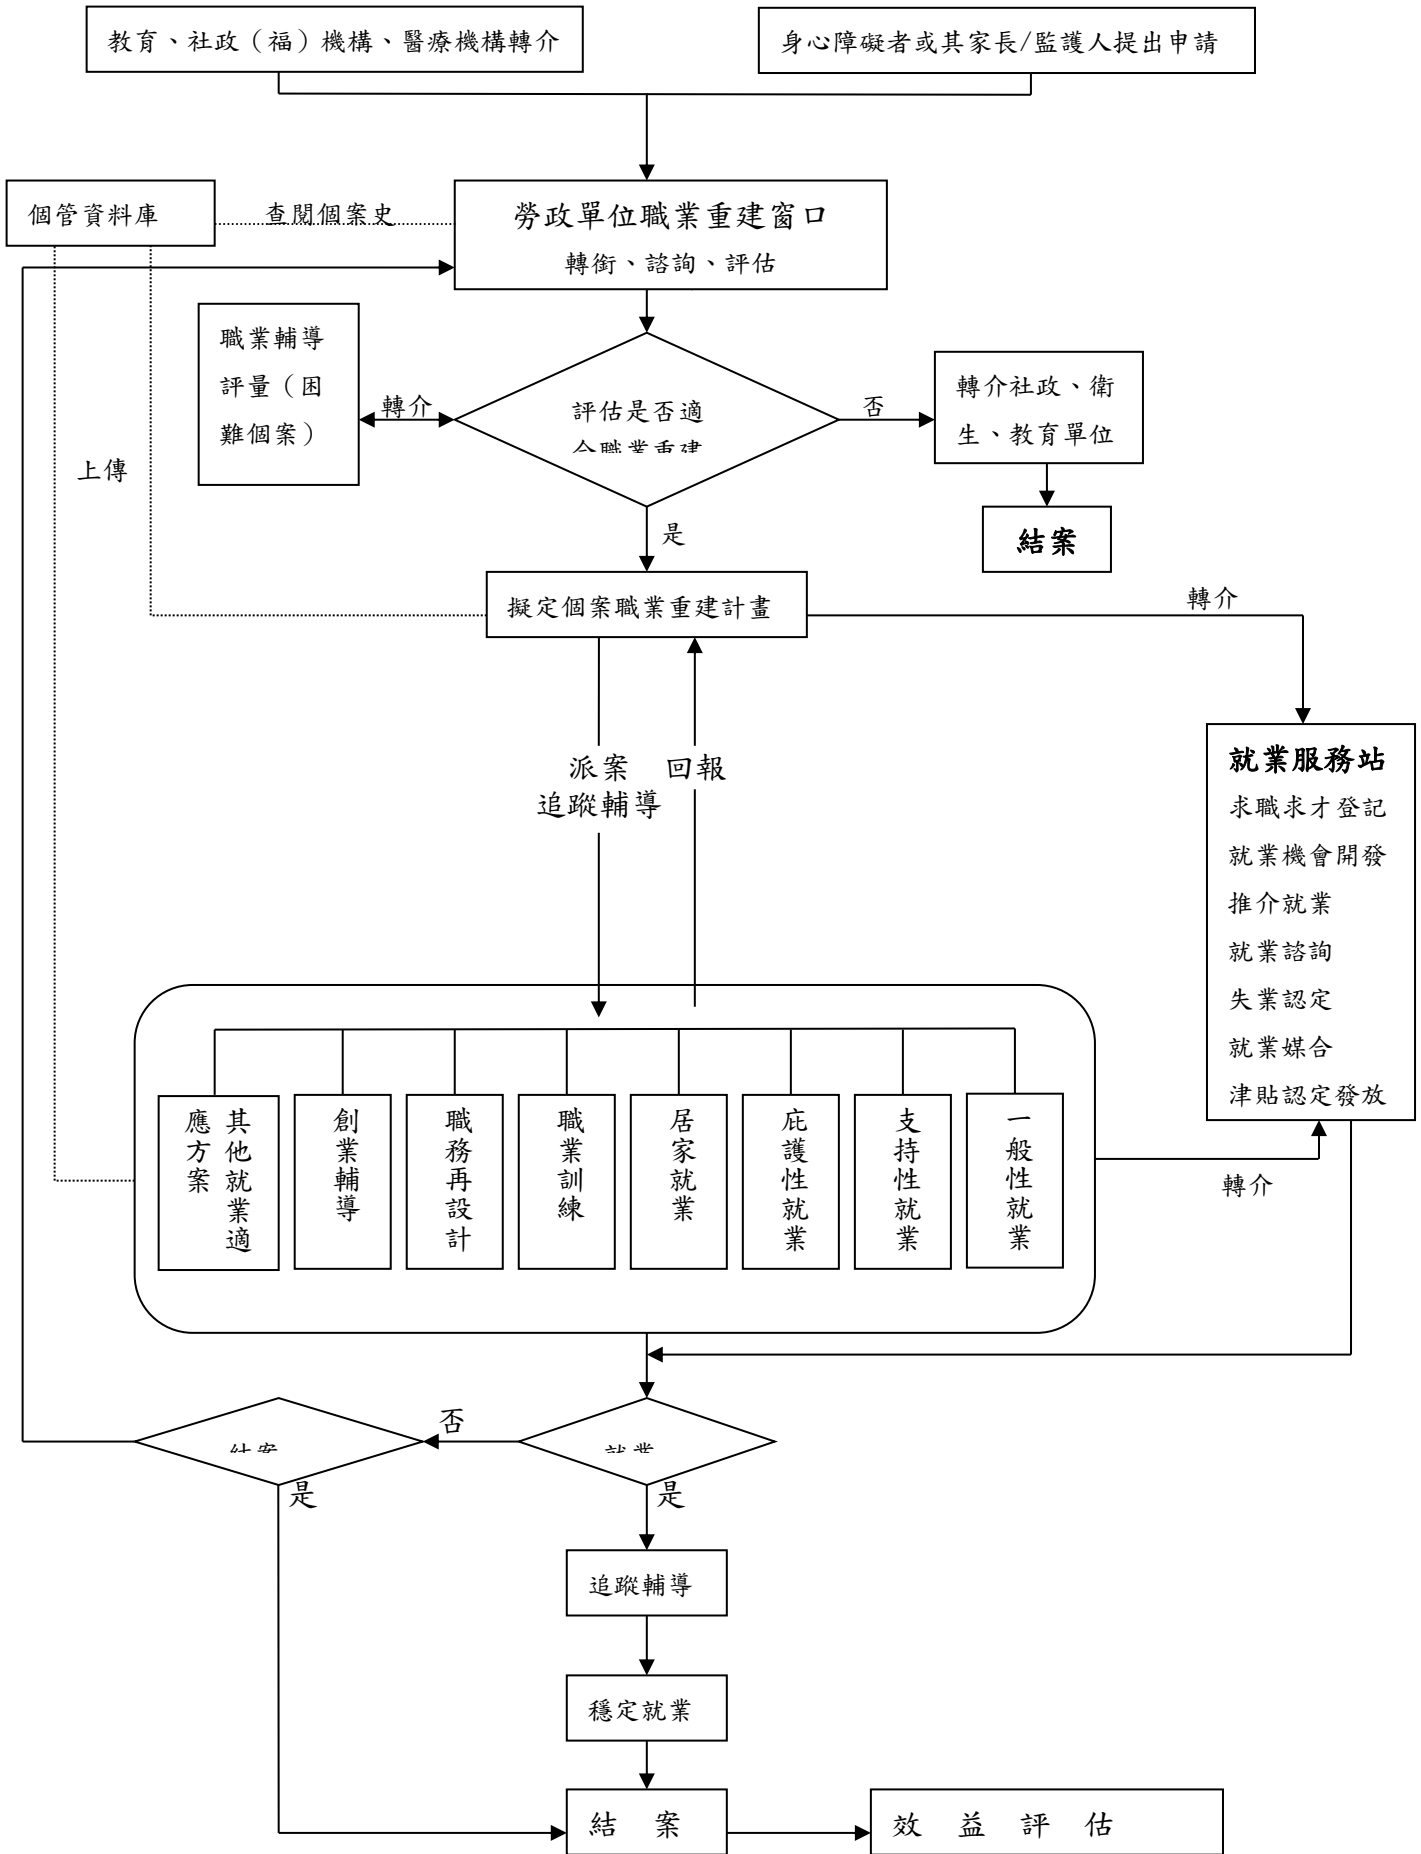 教育、社政（福）機構、醫療機構轉介
身心障礙者或其家長/監護人提出申請
個管資料庫
查閱個案史
勞政單位職業重建窗口
轉銜、諮詢、評估
職業輔導
評量（困
難個案）
轉介
評估是否適
合職業重建
否
轉介社政、衛
生、教育單位
結案
上傳
是
擬定個案職業重建計畫
轉介
派案
追蹤輔導
回報
就業服務站
求職求才登記
就業機會開發
推介就業
就業諮詢
失業認定
就業媒合
津貼認定發放
其他就業適
應方案
創業輔導
職務再設計
職業訓練
居家就業
庇護性就業
支持性就業
一般性就業
轉介
結案
否
就業
是
是
追蹤輔導
穩定就業
結 案
效 益 評 估